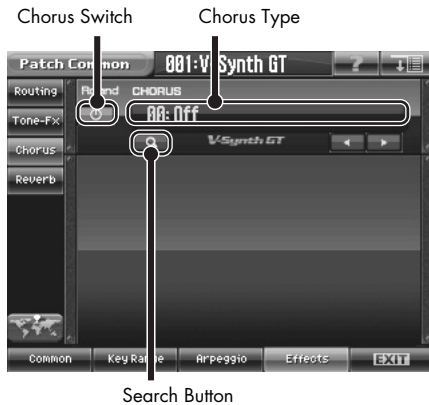 Chorus Switch Chorus Type
Patch Common 001:V-Synth GT ?
Routing Round CHORUS
Tone-Fx 00: Off
Chorus V-Synth GT
Reverb
Common Key Range Arpeggio Effects EXIT
Search Button